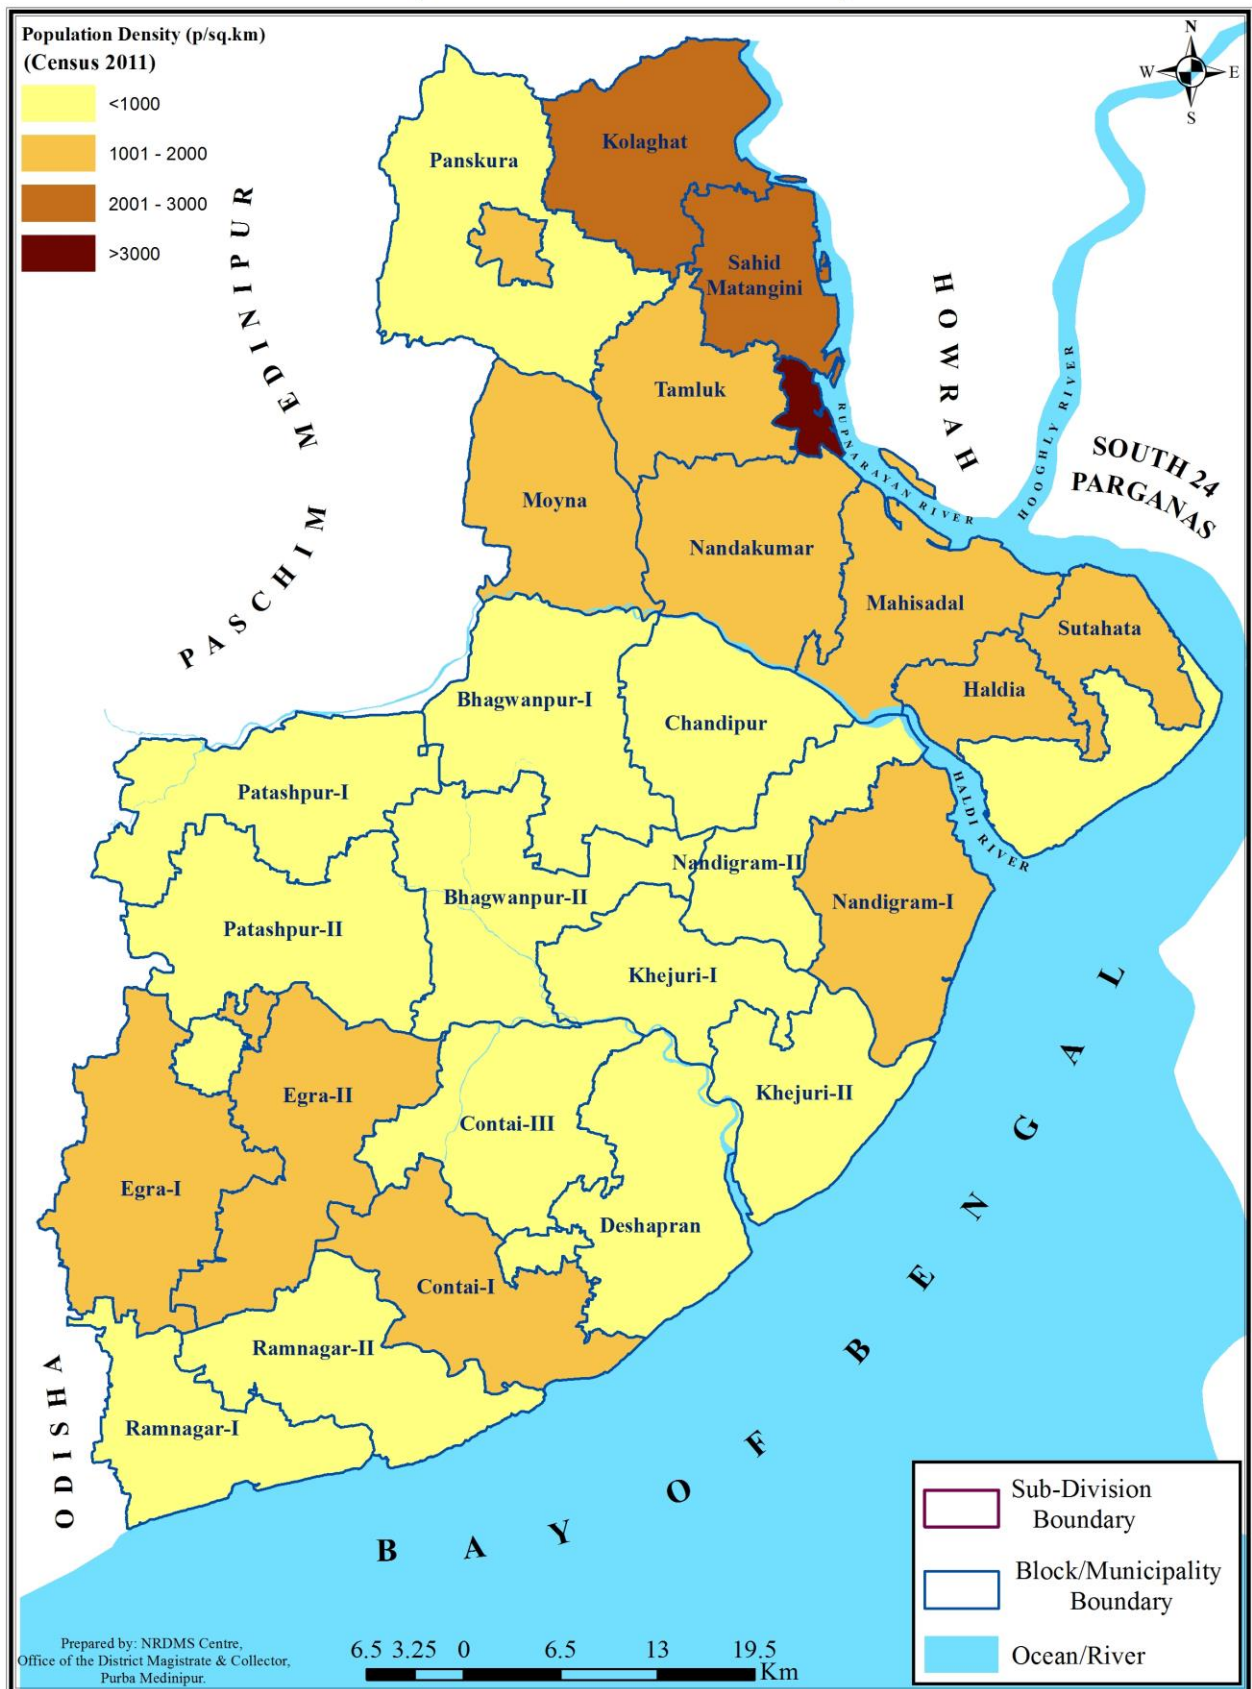 Population Density (p/sq.km)
(Census 2011)
<1000
1001 - 2000
2001 - 3000
>3000
N
W
E
S
Kolaghat
Panskura
Sahid
Matangini
Tamluk
Moyna
Nandakumar
Mahisadal
Sutahata
Haldia
Bhagwanpur-I
Chandipur
Patashpur-I
Nandigram-II
Bhagwanpur-II
Nandigram-I
Patashpur-II
Khejuri-I
Egra-II
Khejuri-II
Contai-III
Egra-I
Deshapran
Contai-I
Ramnagar-II
Ramnagar-I
PASCHIM MEDINIPUR
HOWRAH
SOUTH 24
PARGANAS
RUPNARAYAN RIVER
HOOGHLY RIVER
HALDI RIVER
ODISHA
BAY OF BENGAL
Sub-Division
Boundary
Block/Municipality
Boundary
Ocean/River
Prepared by: NRDMS Centre,
Office of the District Magistrate & Collector,
Purba Medinipur.
6.5 3.25 0 6.5 13 19.5
Km